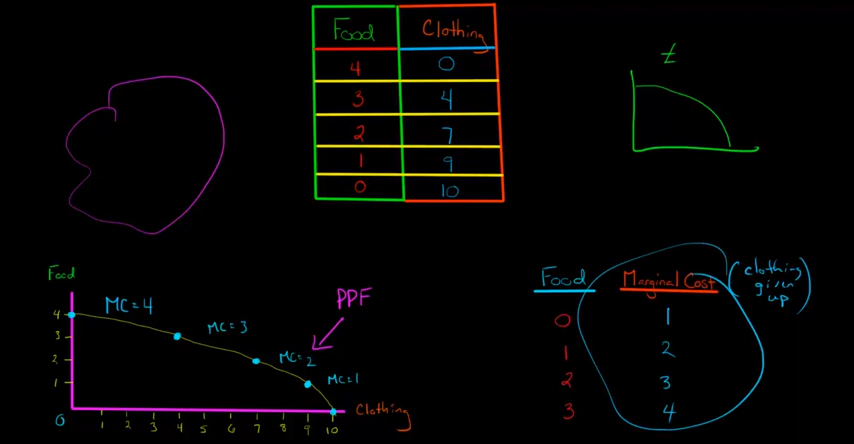 Food Clothing
4 0
3 4
2 7
1 9
0 10
t
Food
4
3
2
1
0
MC=4
MC=3
MC=2
MC=1
PPF
1 2 3 4 5 6 7 8 9 10
Clothing
Food Marginal Cost (clothing given up)
0 1
1 2
2 3
3 4